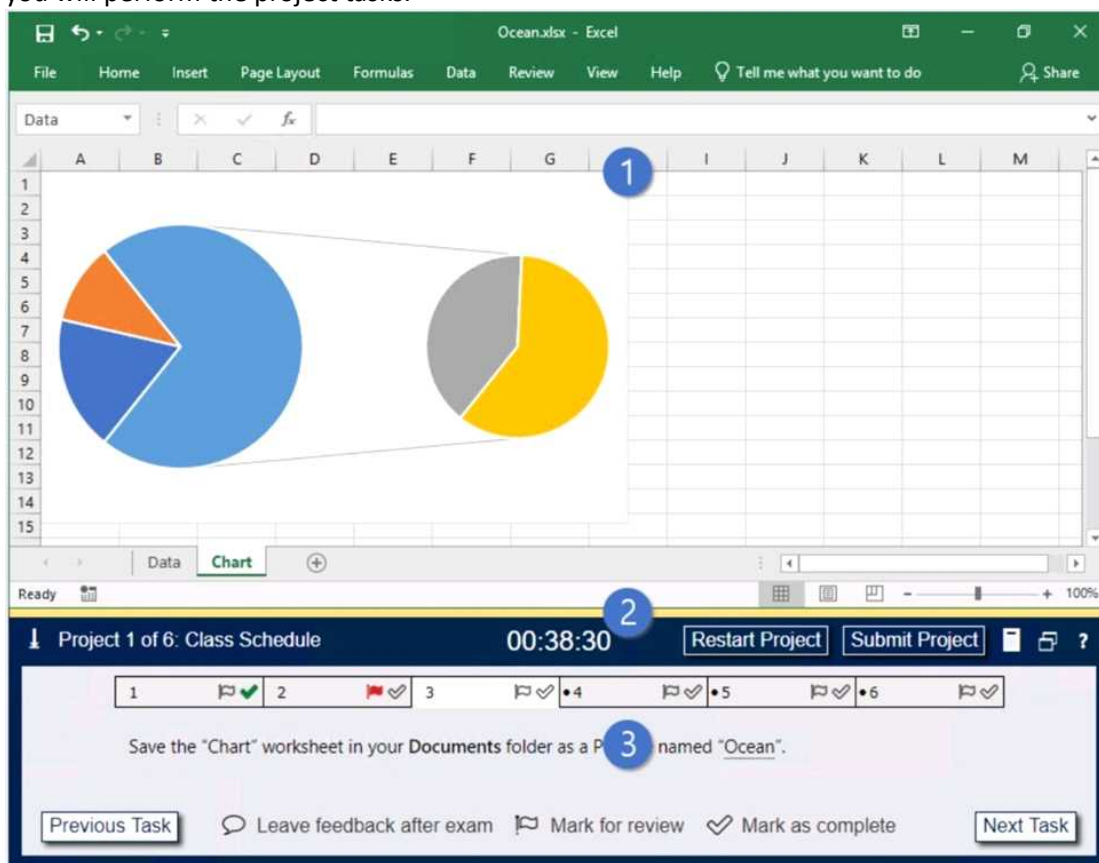 you will perform the project tasks.
Ocean.xlsx - Excel
File Home Insert Page Layout Formulas Data Review View Help Tell me what you want to do Share
Data fx
A B C D E F G I J K L M
1
1
2
3
4
5
6
7
8
9
10
11
12
13
14
15
Data Chart
Ready 100%
2
Project 1 of 6: Class Schedule 00:38:30 Restart Project Submit Project ?
1 2 3 •4 •5 •6
Save the "Chart" worksheet in your Documents folder as a P 3 named "Ocean".
Previous Task Leave feedback after exam Mark for review Mark as complete Next Task